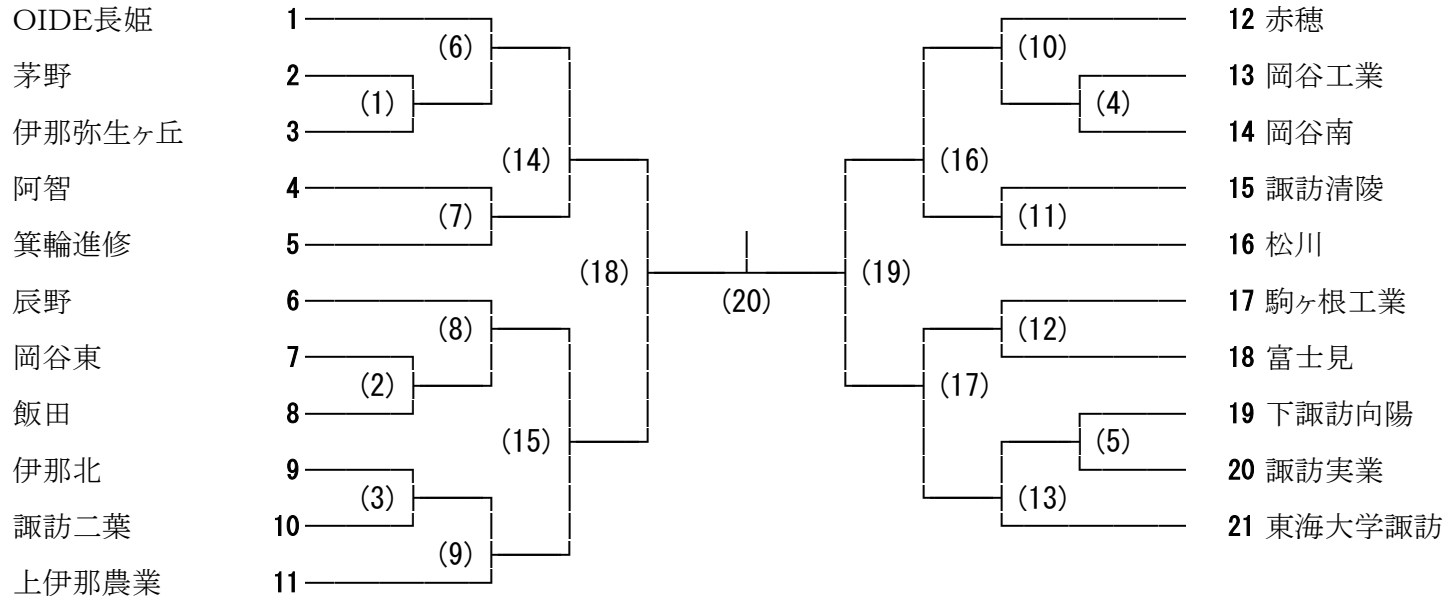 OIDE長姫 1
12 赤穂
(6)
(10)
茅野 2
13 岡谷工業
(1)
(4)
伊那弥生ヶ丘 3
14 岡谷南
(14)
(16)
阿智 4
15 諏訪清陵
(7)
(11)
箕輪進修 5
16 松川
(18)
(19)
辰野 6
(20)
17 駒ヶ根工業
(8)
(12)
岡谷東 7
18 富士見
(2)
(17)
飯田 8
19 下諏訪向陽
(15)
(5)
伊那北 9
20 諏訪実業
(3)
(13)
諏訪二葉 10
21 東海大学諏訪
(9)
上伊那農業 11